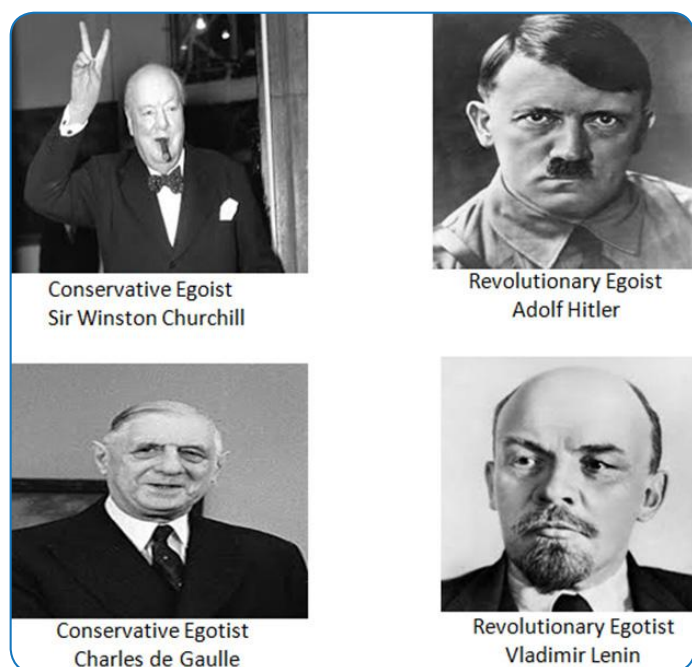 Conservative Egoist
Sir Winston Churchill
Revolutionary Egoist
Adolf Hitler
Conservative Egotist
Charles de Gaulle
Revolutionary Egotist
Vladimir Lenin